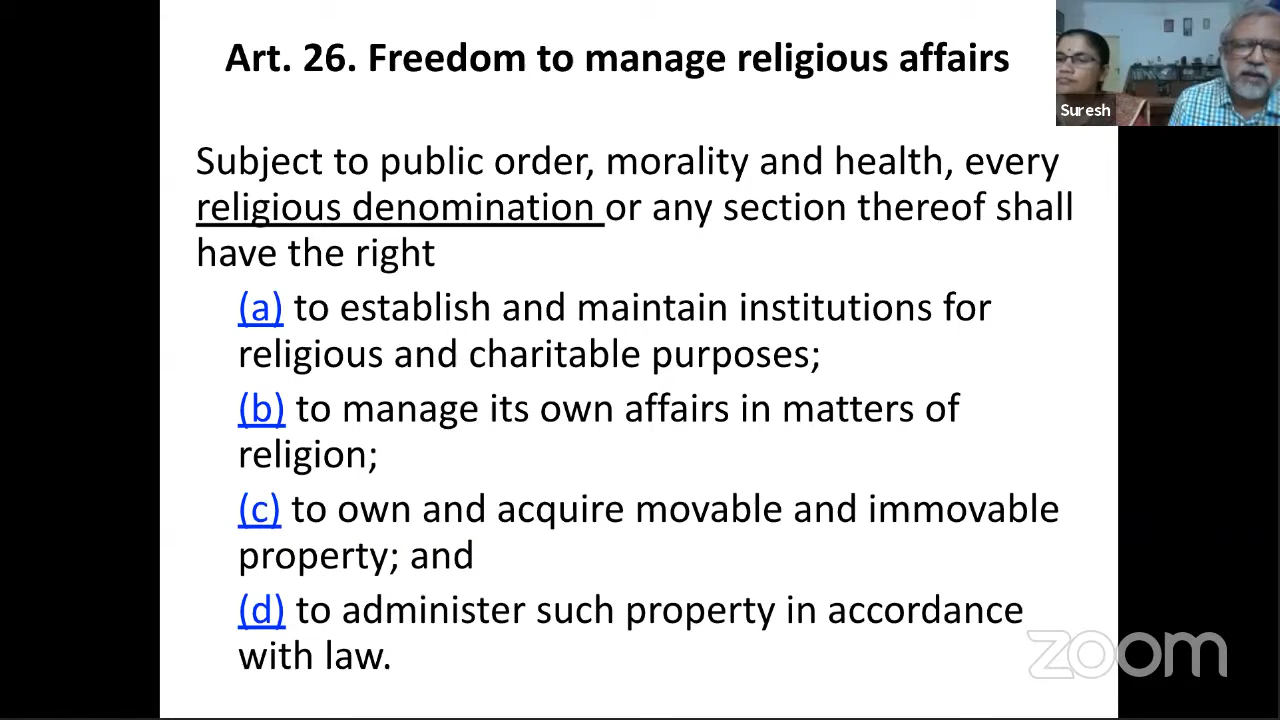 Art. 26. Freedom to manage religious affairs
Suresh
Subject to public order, morality and health, every
religious denomination or any section thereof shall
have the right
(a) to establish and maintain institutions for
religious and charitable purposes;
(b) to manage its own affairs in matters of
religion;
(c) to own and acquire movable and immovable
property; and
(d) to administer such property in accordance
with law.
zoom